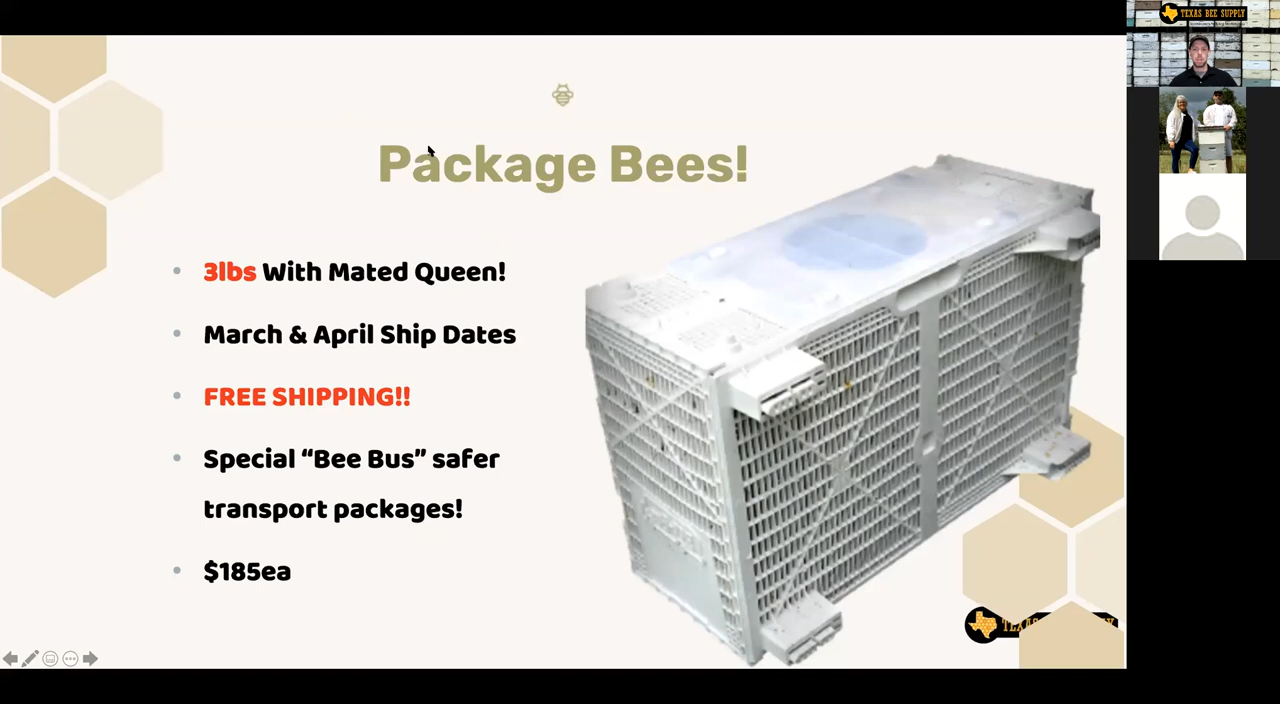 TEXAS BEE SUPPLY
Package Bees!
3lbs With Mated Queen!
March & April Ship Dates
FREE SHIPPING!!
Special “Bee Bus” safer
transport packages!
$185ea